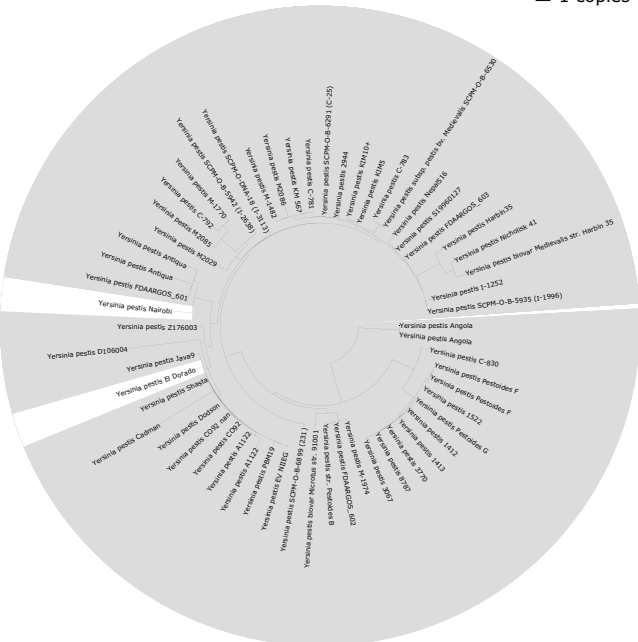 1 copies
Yersinia pestis SCPM-O-B-6291 (C-25)
Yersinia pestis 2944
Yersinia pestis KIM10+
Yersinia pestis KIM5
Yersinia pestis C-783
Yersinia pestis subsp. pestis bv. Medievalis SCPM-O-B-6530
Yersinia pestis Nepal516
Yersinia pestis S19960127
Yersinia pestis FDAARGOS_603
Yersinia pestis Harbin35
Yersinia pestis Nicholisk 41
Yersinia pestis biovar Medievalis str. Harbin 35
Yersinia pestis I-1252
Yersinia pestis SCPM-O-B-5935 (I-1996)
Yersinia pestis Angola
Yersinia pestis Angola
Yersinia pestis C-830
Yersinia pestis Pestoides F
Yersinia pestis Pestoides F
Yersinia pestis 1522
Yersinia pestis Pestoides G
Yersinia pestis 1412
Yersinia pestis 1413
Yersinia pestis 3770
Yersinia pestis 8787
Yersinia pestis 3067
Yersinia pestis M-1974
Yersinia pestis FDAARGOS_602
Yersinia pestis str. Pestoides B
Yersinia pestis biovar Microtus str. 91001
Yersinia pestis SCPM-O-B-6899 (231)
Yersinia pestis EV NIIEG
Yersinia pestis PBM19
Yersinia pestis A1122
Yersinia pestis A1122
Yersinia pestis CO92
Yersinia pestis CO92_nan
Yersinia pestis Dodson
Yersinia pestis Cadman
Yersinia pestis Shasta
Yersinia pestis El Dorado
Yersinia pestis Java9
Yersinia pestis D106004
Yersinia pestis Z176003
Yersinia pestis Nairobi
Yersinia pestis FDAARGOS_601
Yersinia pestis Antiqua
Yersinia pestis Antiqua
Yersinia pestis M2029
Yersinia pestis M2085
Yersinia pestis C-792
Yersinia pestis M-1770
Yersinia pestis SCPM-O-B-5942 (I-2638)
Yersinia pestis SCPM-O-DNA-18 (I-3113)
Yersinia pestis M-1482
Yersinia pestis M2086
Yersinia pestis KM 567
Yersinia pestis C-781